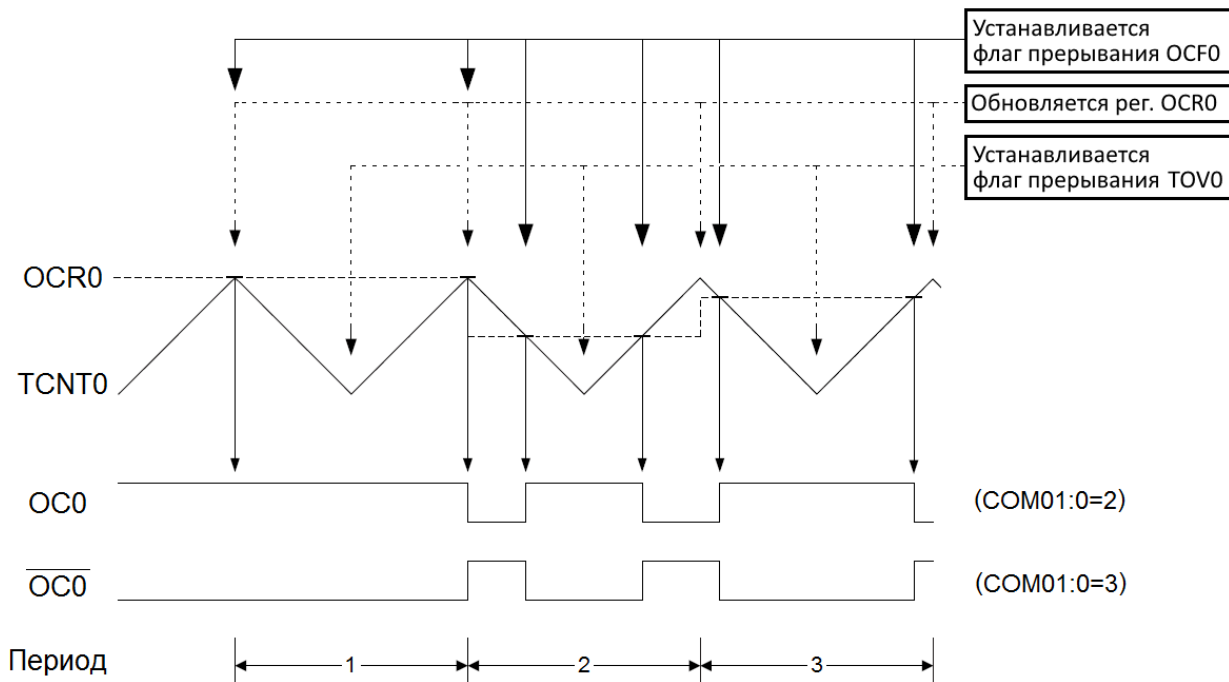 Устанавливается
флаг прерывания OCF0
Обновляется рег. OCR0
Устанавливается
флаг прерывания TOV0
OCR0
TCNT0
OC0
(COM01:0=2)
OC0
(COM01:0=3)
Период
1
2
3